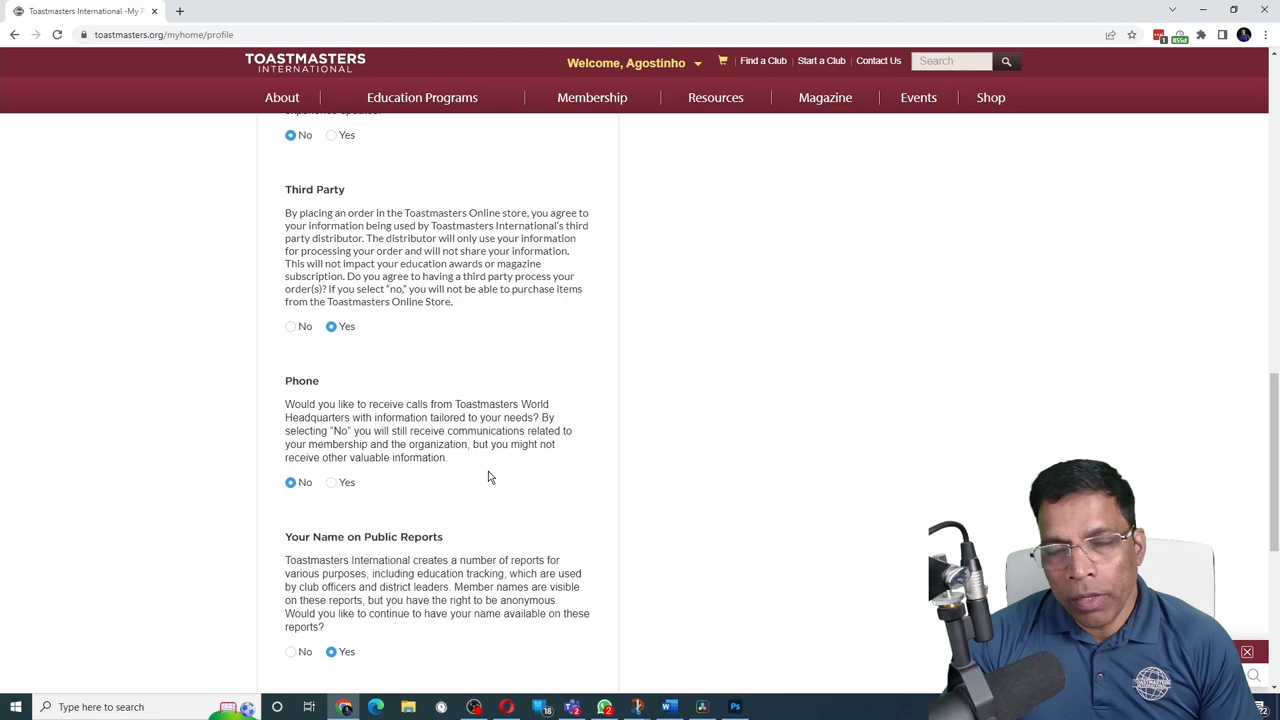 Toastmasters International -My P
toastmasters.org/myhome/profile
1
855d
TOASTMASTERS
INTERNATIONAL
Welcome, Agostinho
Find a Club
Start a Club
Contact Us
Search
About
Education Programs
Membership
Resources
Magazine
Events
Shop
No Yes
Third Party
By placing an order in the Toastmasters Online store, you agree to
your information being used by Toastmasters International's third
party distributor. The distributor will only use your information
for processing your order and will not share your information.
This will not impact your education awards or magazine
subscription. Do you agree to having a third party process your
order(s)? If you select “no,” you will not be able to purchase items
from the Toastmasters Online Store.
No Yes
Phone
Would you like to receive calls from Toastmasters World
Headquarters with information tailored to your needs? By
selecting “No” you will still receive communications related to
your membership and the organization, but you might not
receive other valuable information.
No Yes
Your Name on Public Reports
Toastmasters International creates a number of reports for
various purposes, including education tracking, which are used
by club officers and district leaders. Member names are visible
on these reports, but you have the right to be anonymous.
Would you like to continue to have your name available on these
reports?
No Yes
TOASTMASTERS
Type here to search
18
2
2